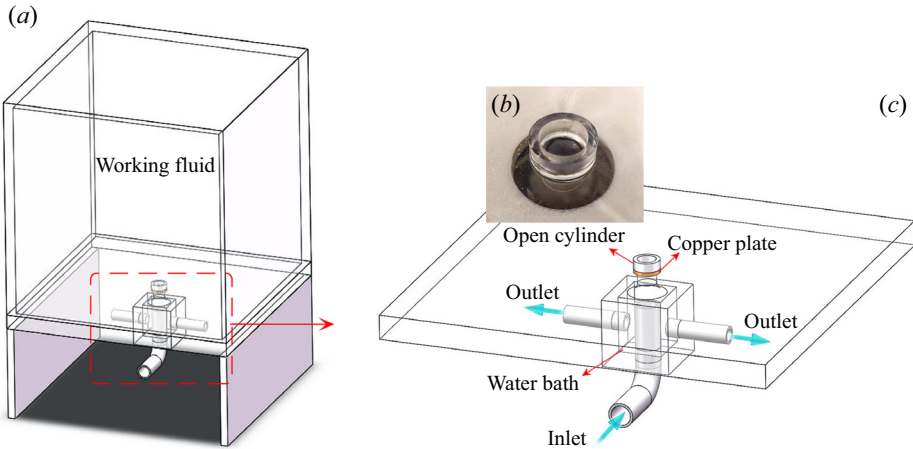 (a)
Working fluid
(b)
(c)
Open cylinder
Copper plate
Outlet
Outlet
Water bath
Inlet